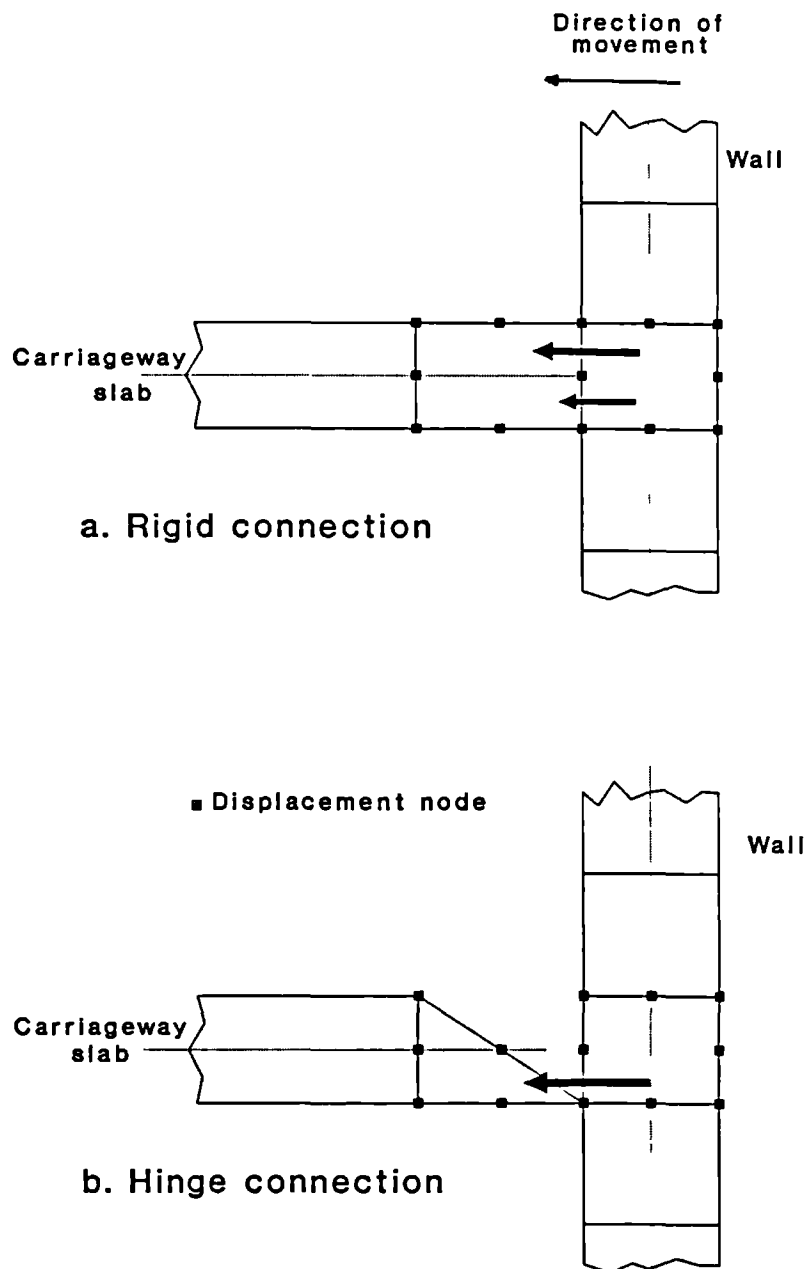 Direction of
movement
Wall
Carriageway
slab
a. Rigid connection
Displacement node
Wall
Carriageway
slab
b. Hinge connection